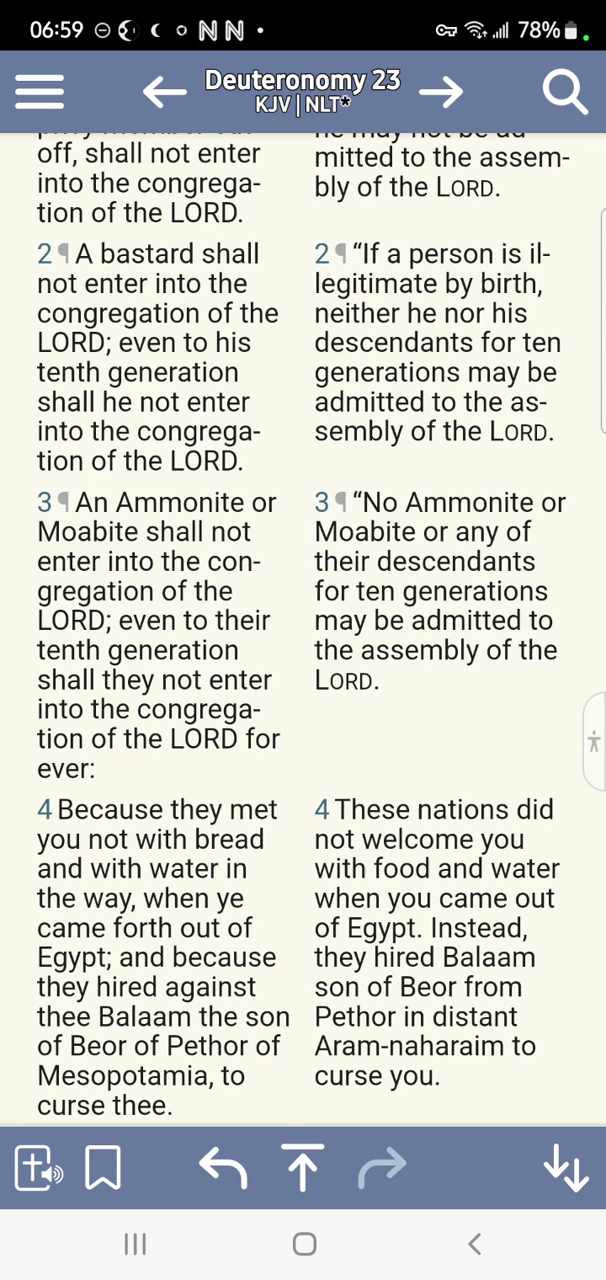 06:59
78%
Deuteronomy 23
KJV | NLT*
off, shall not enter
into the congrega-
tion of the LORD.
2 ¶ A bastard shall
not enter into the
congregation of the
LORD; even to his
tenth generation
shall he not enter
into the congrega-
tion of the LORD.
3 ¶ An Ammonite or
Moabite shall not
enter into the con-
gregation of the
LORD; even to their
tenth generation
shall they not enter
into the congrega-
tion of the LORD for
ever:
4 Because they met
you not with bread
and with water in
the way, when ye
came forth out of
Egypt; and because
they hired against
thee Balaam the son
of Beor of Pethor of
Mesopotamia, to
curse thee.
he may not be ad-
mitted to the assem-
bly of the LORD.
2 ¶ “If a person is il-
legitimate by birth,
neither he nor his
descendants for ten
generations may be
admitted to the as-
sembly of the LORD.
3 ¶ “No Ammonite or
Moabite or any of
their descendants
for ten generations
may be admitted to
the assembly of the
LORD.
4 These nations did
not welcome you
with food and water
when you came out
of Egypt. Instead,
they hired Balaam
son of Beor from
Pethor in distant
Aram-naharaim to
curse you.